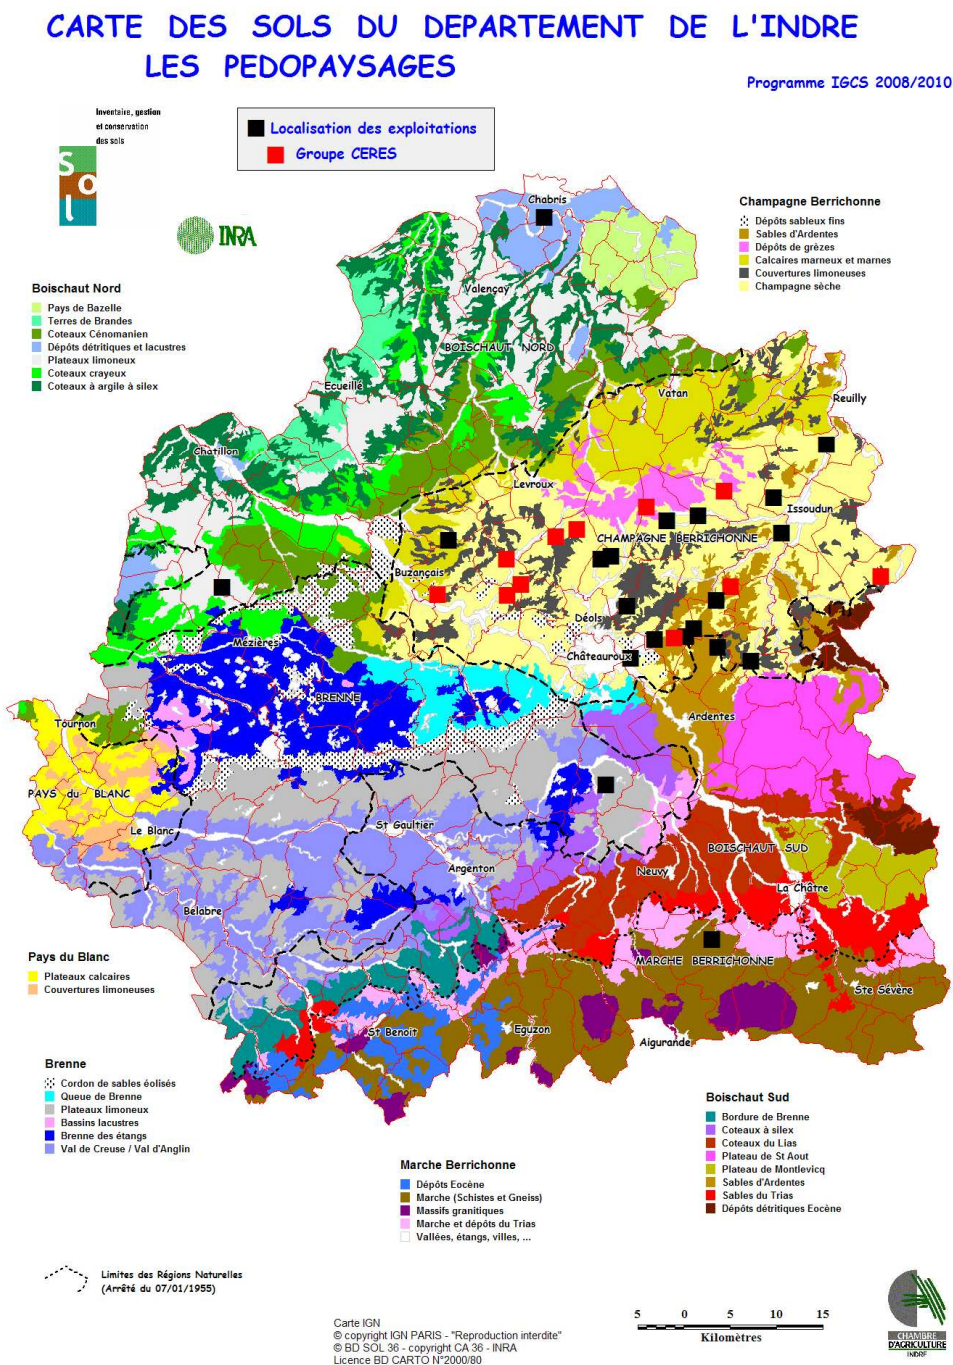 CARTE DES SOLS DU DEPARTEMENT DE L'INDRE
LES PEDOPAYSAGES
Programme IGCS 2008/2010
Inventaire, gestion
et conservation
des sols
Sol
INRA
Localisation des exploitations
Groupe CERES
Champagne Berrichonne
Dépôts sableux fins
Sables d'Ardentes
Dépôts de grèzes
Calcaires marneux et marnes
Couvertures limoneuses
Champagne sèche
Boischaut Nord
Pays de Bazelle
Terres de Brandes
Coteaux Cénomanien
Dépôts détritiques et lacustres
Plateaux limoneux
Coteaux crayeux
Coteaux à argile à silex
Chabris
Valençay
BOISCHAUT NORD
Ecueillé
Vatan
Reuilly
Chatillon
Levroux
Issoudun
CHAMPAGNE BERRICHONNE
Buzançais
Déols
Mézières
Châteauroux
BRENNE
Tournon
Ardentes
PAYS du BLANC
Le Blanc
St Gaultier
BOISCHAUT SUD
Argenton
Neuvy
La Châtre
Belabre
MARCHE BERRICHONNE
Ste Sévère
St Benoit
Eguzon
Aigurande
Pays du Blanc
Plateaux calcaires
Couvertures limoneuses
Brenne
Cordon de sables éolisés
Queue de Brenne
Plateaux limoneux
Bassins lacustres
Brenne des étangs
Val de Creuse / Val d'Anglin
Boischaut Sud
Bordure de Brenne
Coteaux à silex
Coteaux du Lias
Plateau de St Aout
Plateau de Montlevicq
Sables d'Ardentes
Sables du Trias
Dépôts détritiques Eocène
Marche Berrichonne
Dépôts Eocène
Marche (Schistes et Gneiss)
Massifs granitiques
Marche et dépôts du Trias
Vallées, étangs, villes, ...
Limites des Régions Naturelles
(Arrêté du 07/01/1955)
5 0 5 10 15
Kilomètres
Carte IGN
© copyright IGN PARIS - "Reproduction interdite"
© BD SOL 36 - copyright CA 36 - INRA
Licence BD CARTO N°2000/80
CHAMBRE
D'AGRICULTURE
INDRE